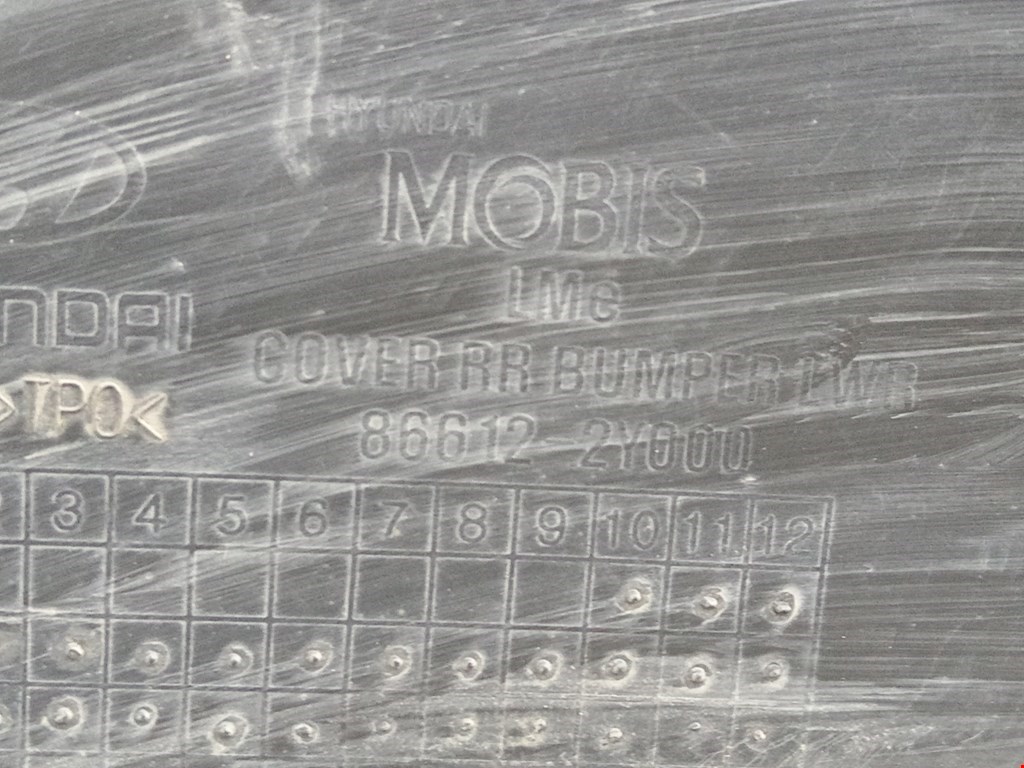 HYUNDAI
MOBIS
LMc
NDAI
COVER RR BUMPER LWR
>TPO<
86612-2Y000
3 4 5 6 7 8 9 10 11 12